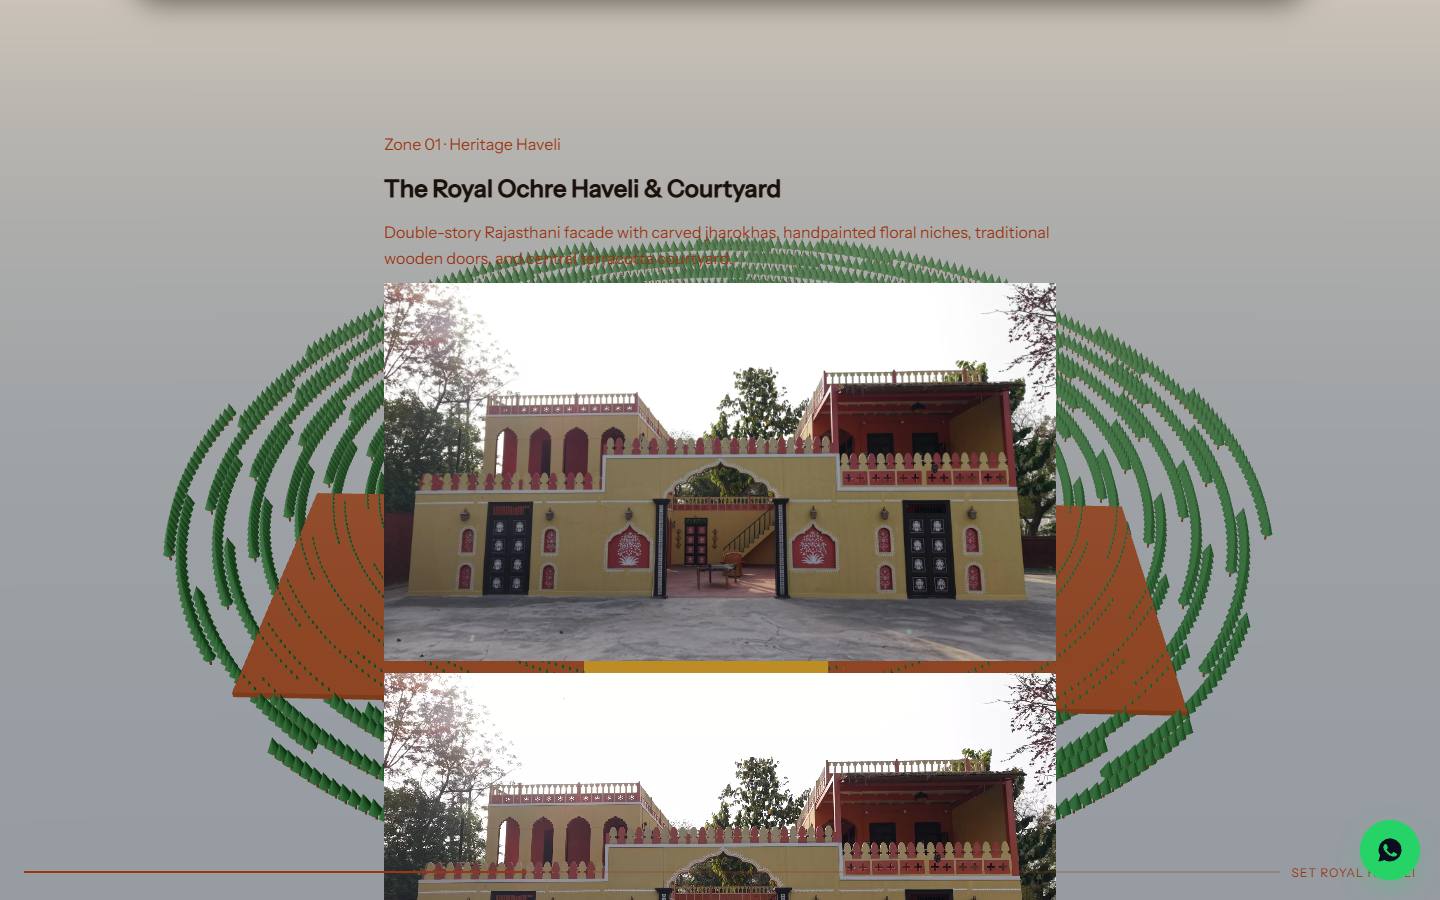 Zone 01 · Heritage Haveli
The Royal Ochre Haveli & Courtyard
Double-story Rajasthani facade with carved jharokhas, handpainted floral niches, traditional
wooden doors, and central terracotta courtyard.
SET ROYAL